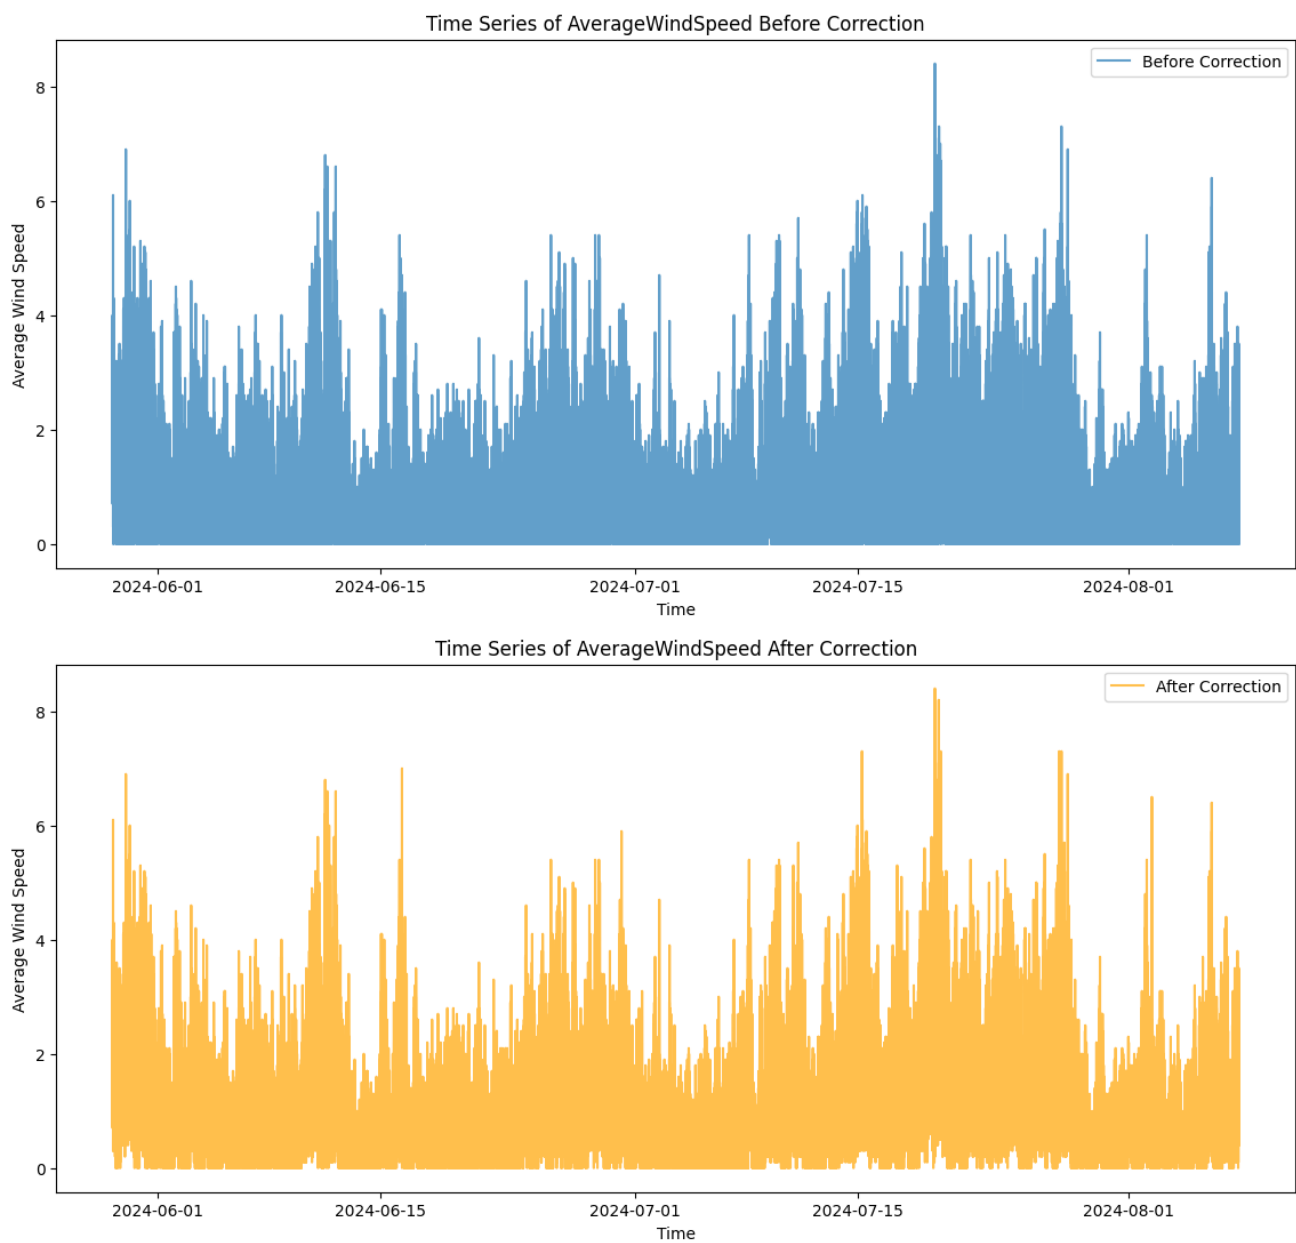 Time Series of AverageWindSpeed Before Correction
Before Correction
Average Wind Speed
8
6
4
2
0
2024-06-01 2024-06-15 2024-07-01 2024-07-15 2024-08-01
Time
Time Series of AverageWindSpeed After Correction
After Correction
Average Wind Speed
8
6
4
2
0
2024-06-01 2024-06-15 2024-07-01 2024-07-15 2024-08-01
Time